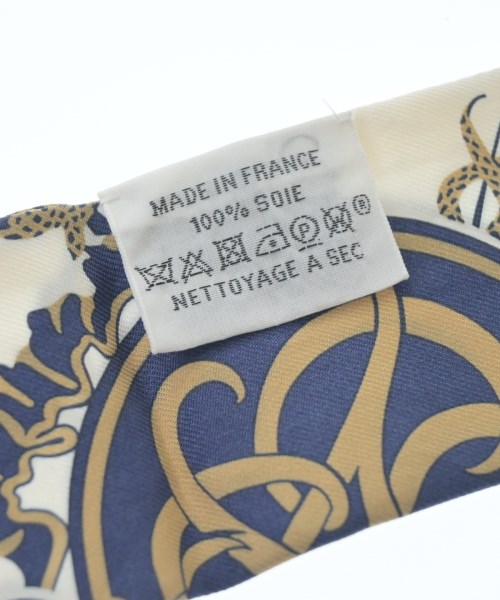 MADE IN FRANCE
100% SOIE
P W ®
NETTOYAGE A SEC